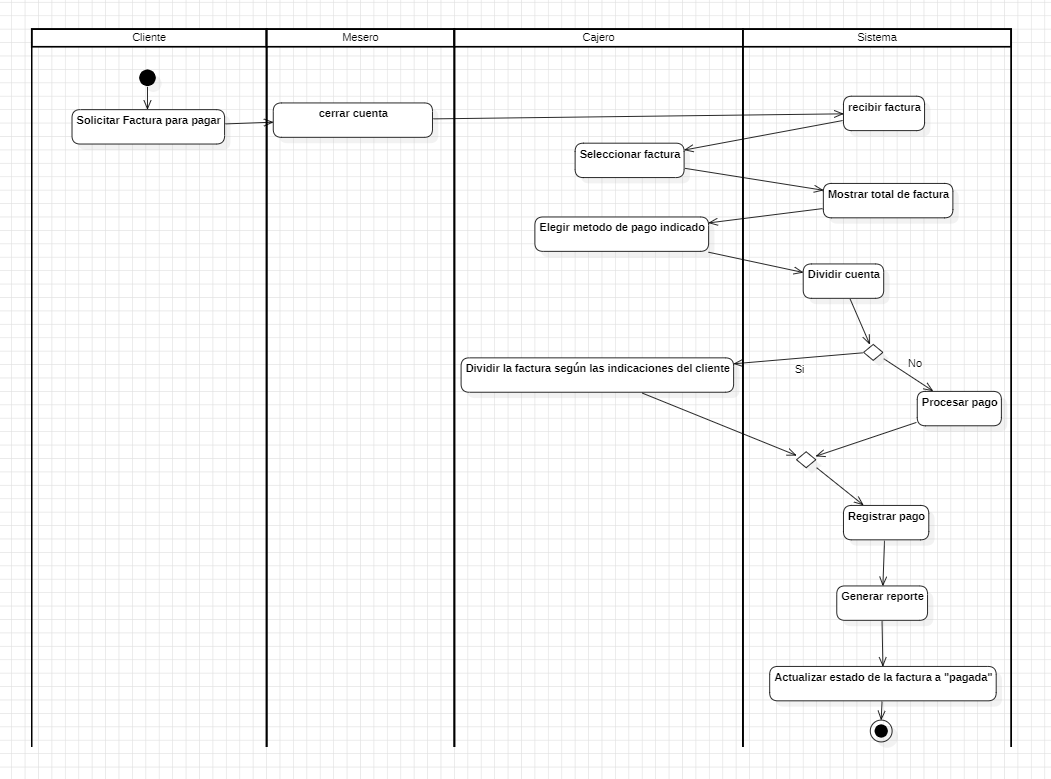 Cliente
Mesero
Cajero
Sistema
Solicitar Factura para pagar
cerrar cuenta
recibir factura
Seleccionar factura
Mostrar total de factura
Elegir metodo de pago indicado
Dividir cuenta
Dividir la factura según las indicaciones del cliente
Si
No
Procesar pago
Registrar pago
Generar reporte
Actualizar estado de la factura a "pagada"